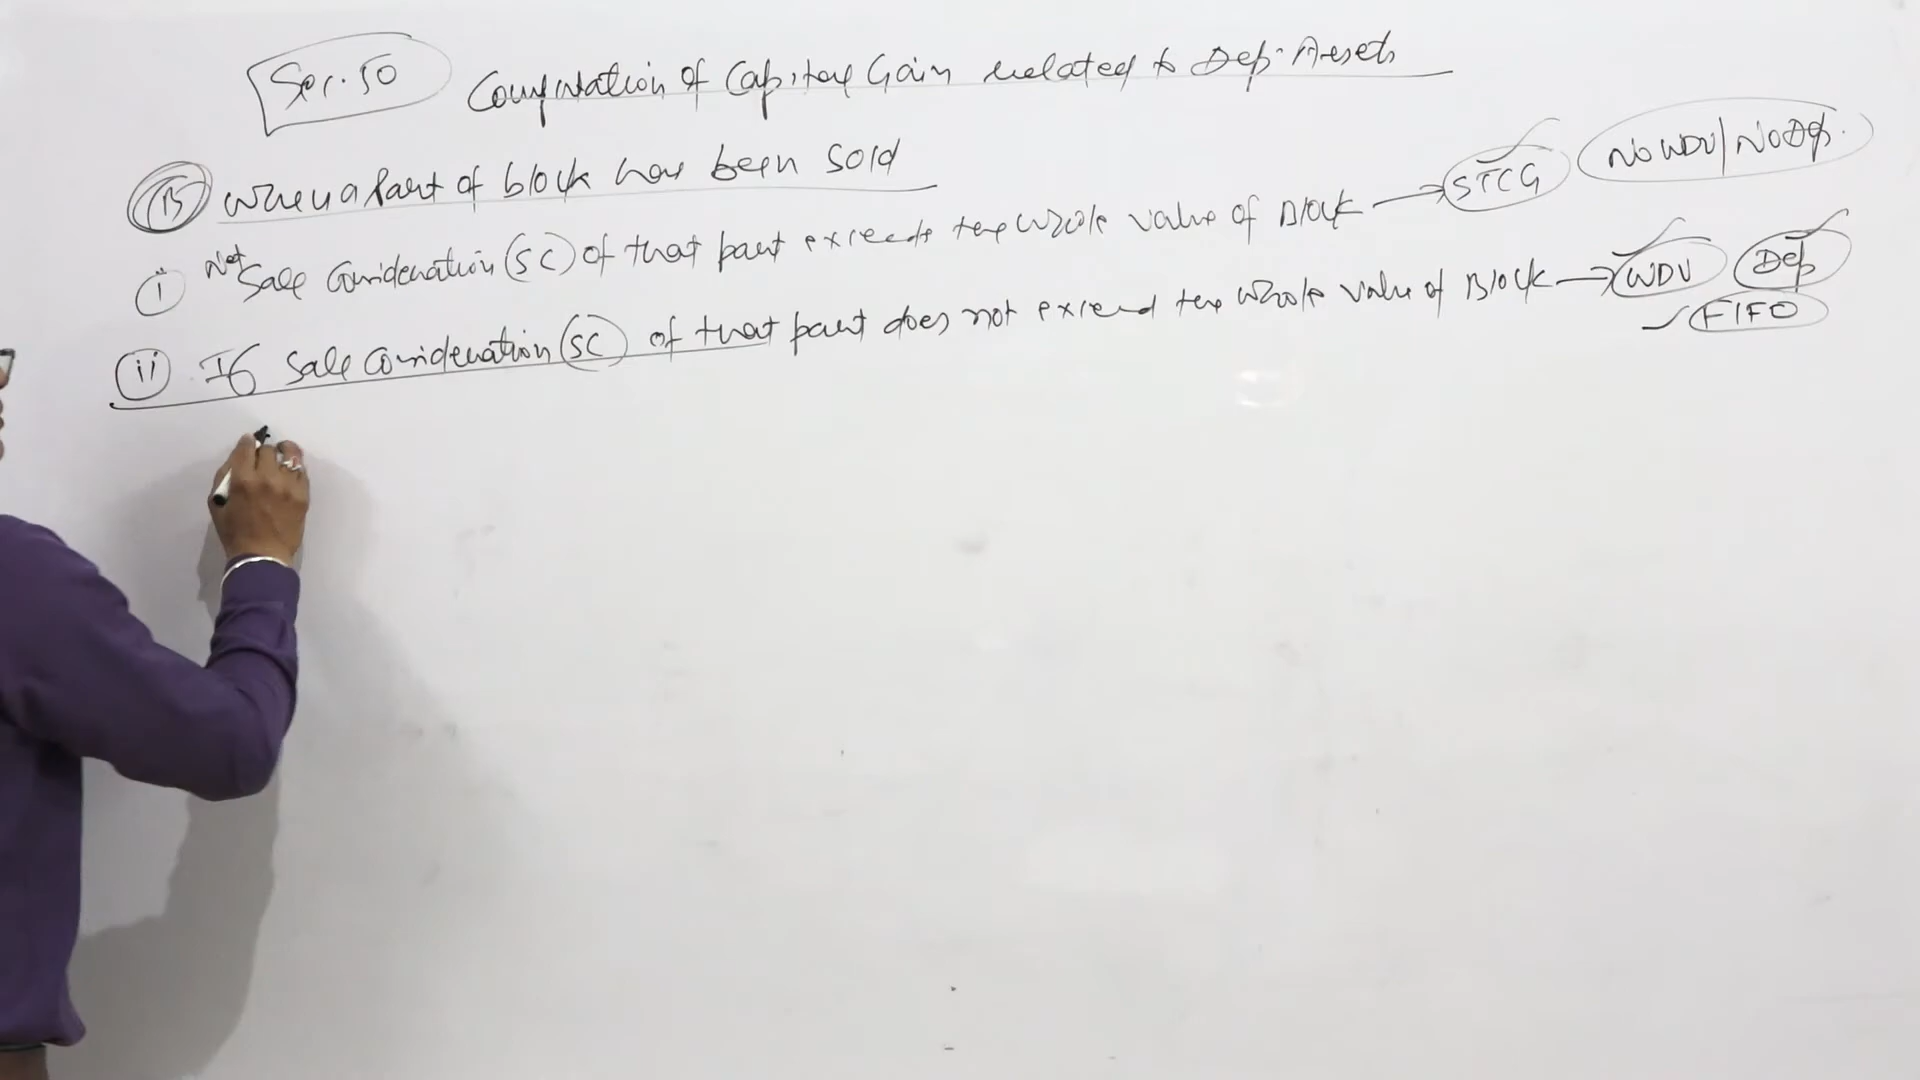 Sec. 50 Computation of Capital Gain related to Dep. Assets
(B) When a Part of block has been sold
(i) Net Sale Consideration (SC) of that part exceeds the whole value of Block → STCG No WDV / No Dep.
(ii) If Sale Consideration (SC) of that part does not exceed the whole value of Block → WDV Dep
FIFO